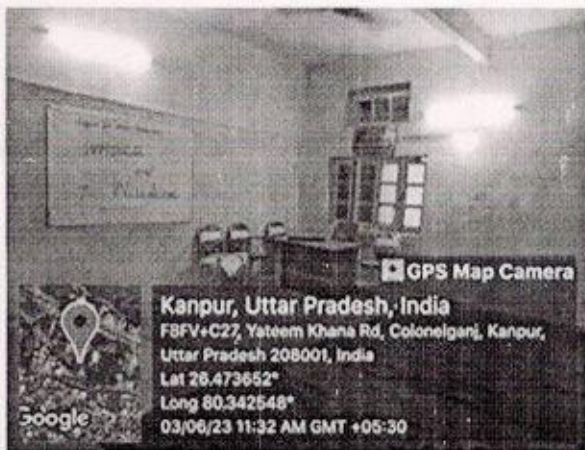 GPS Map Camera
Kanpur, Uttar Pradesh, India
F8FV+C27, Yateem Khana Rd, Colonelganj, Kanpur,
Uttar Pradesh 208001, India
Lat 26.473652°
Long 80.342548°
03/06/23 11:32 AM GMT +05:30
Google